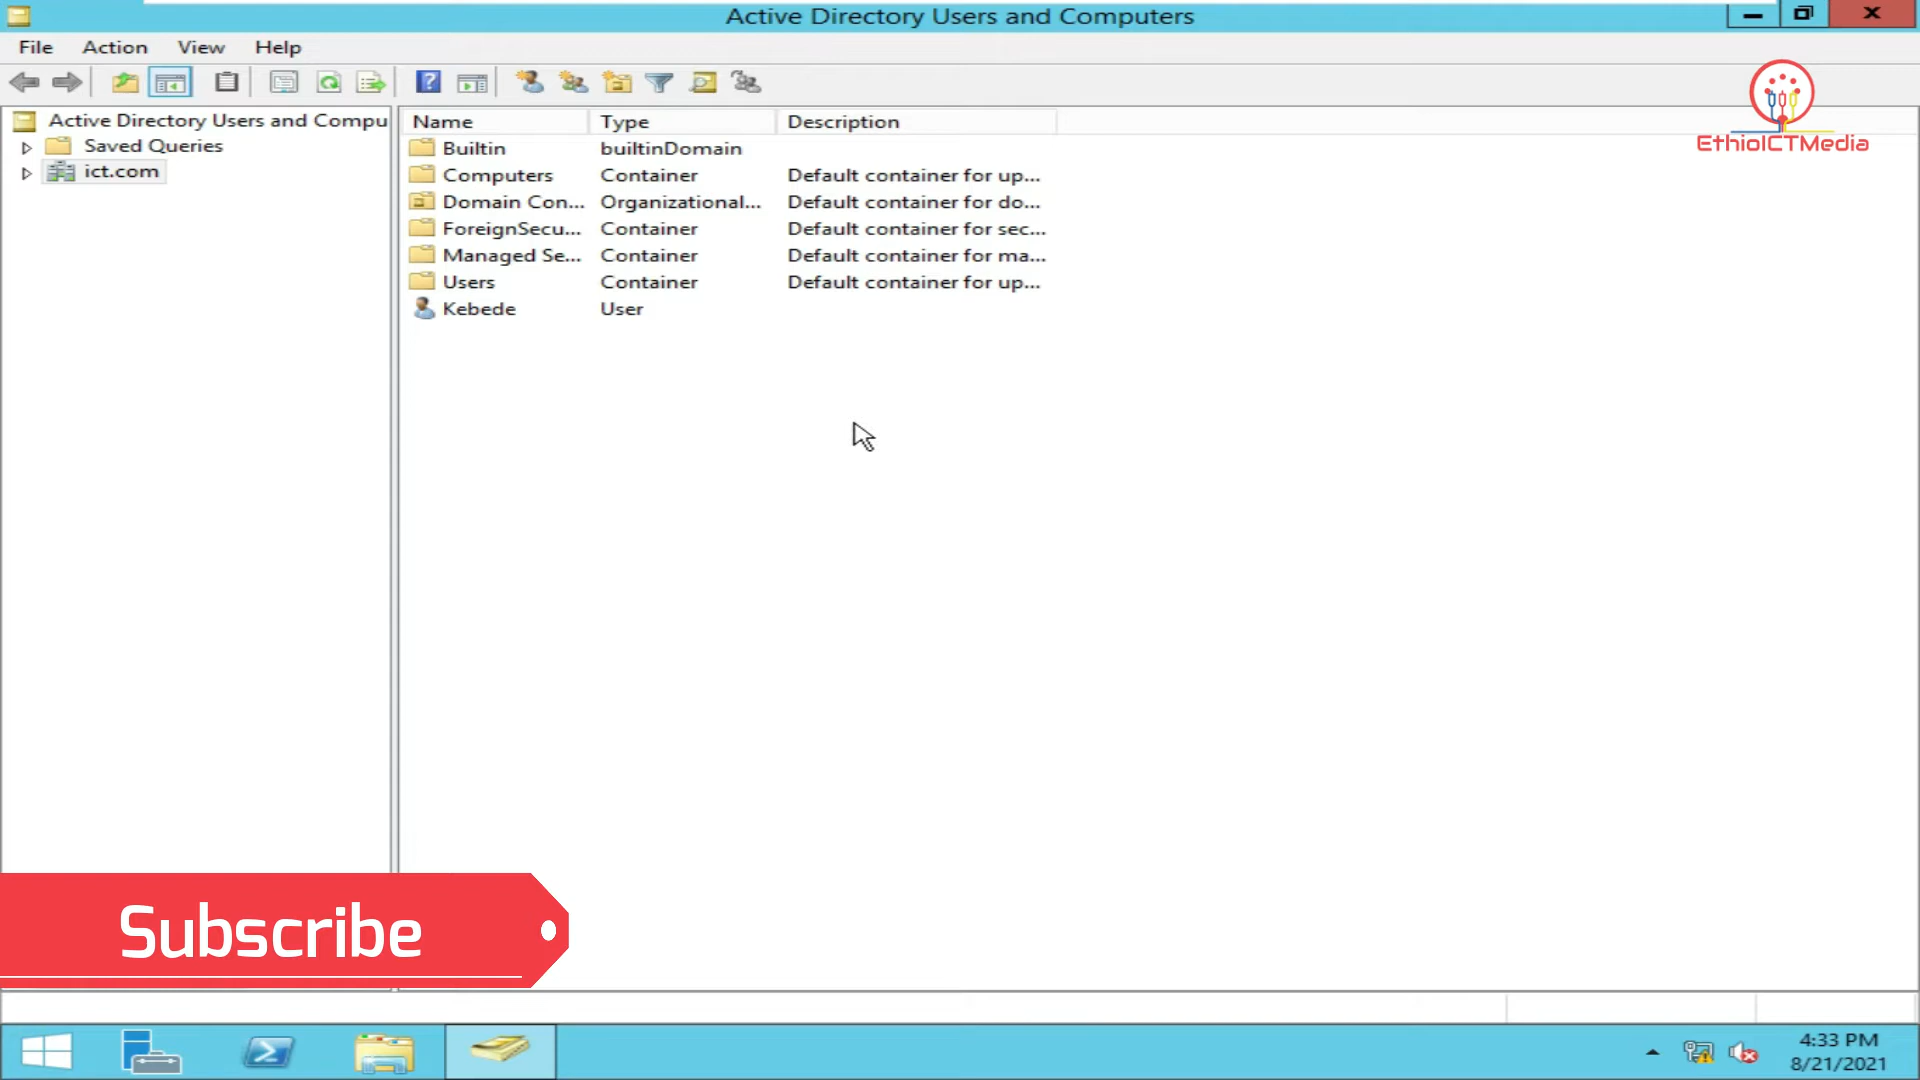 Active Directory Users and Computers
File Action View Help
EthioICTMedia
Active Directory Users and Compu
Saved Queries
ict.com
Name Type Description
Builtin builtinDomain
Computers Container Default container for up...
Domain Con... Organizational... Default container for do...
ForeignSecu... Container Default container for sec...
Managed Se... Container Default container for ma...
Users Container Default container for up...
Kebede User
Subscribe
4:33 PM
8/21/2021